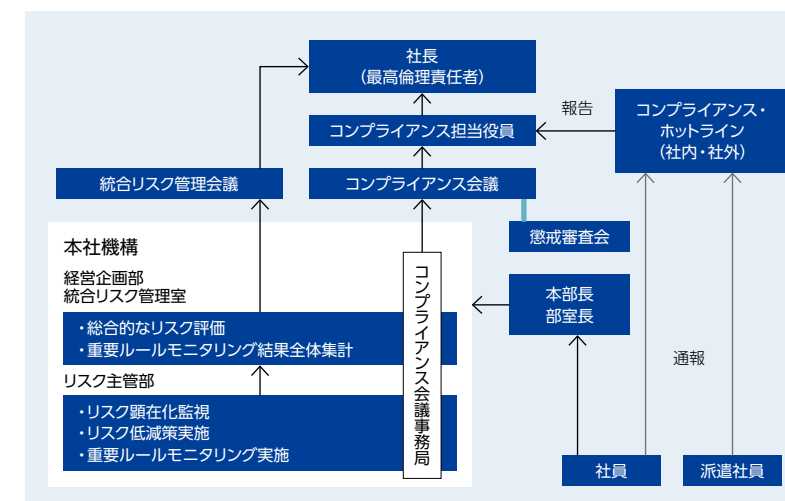 社長
（最高倫理責任者）
報告
コンプライアンス・
ホットライン
（社内・社外）
コンプライアンス担当役員
統合リスク管理会議
コンプライアンス会議
懲戒審査会
本社機構
経営企画部
統合リスク管理室
・総合的なリスク評価
・重要ルールモニタリング結果全体集計
リスク主管部
・リスク顕在化監視
・リスク低減策実施
・重要ルールモニタリング実施
コンプライアンス会議事務局
本部長
部室長
通報
社員
派遣社員